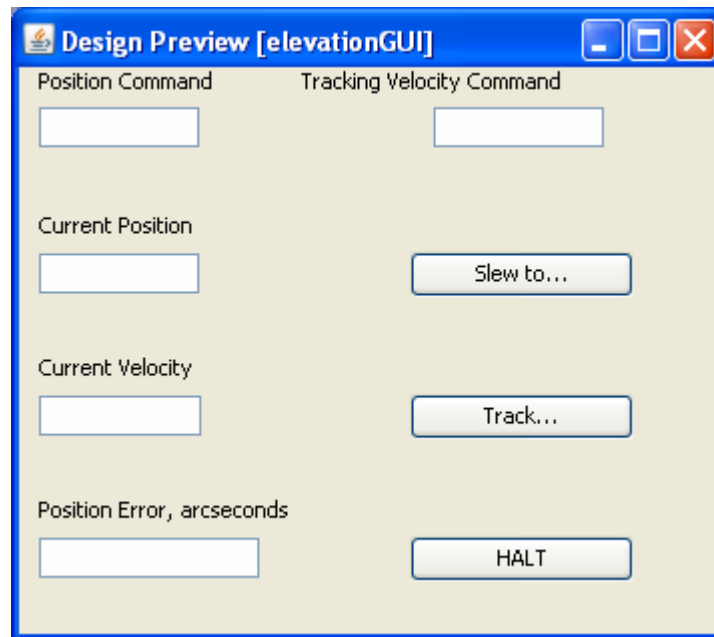 Design Preview [elevationGUI]
Position Command
Tracking Velocity Command
Current Position
Slew to...
Current Velocity
Track...
Position Error, arcseconds
HALT